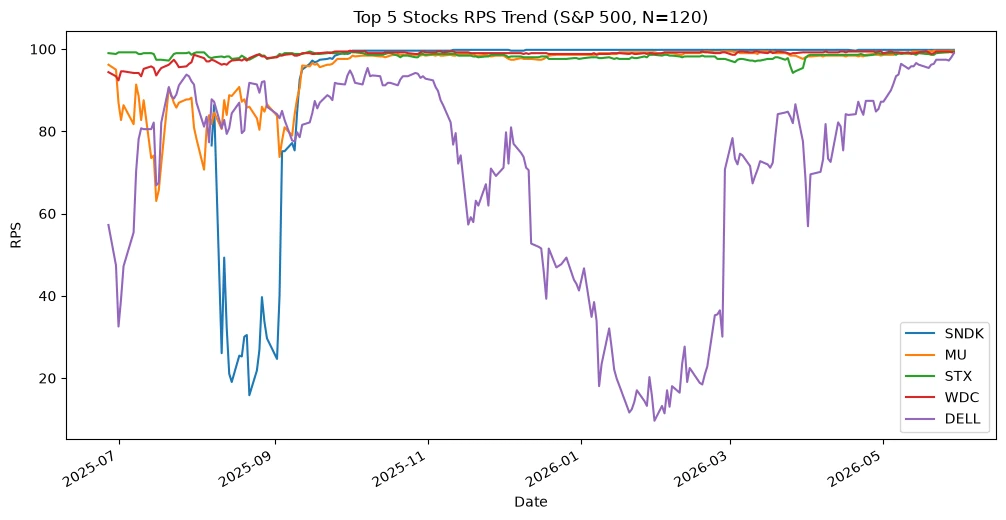 Top 5 Stocks RPS Trend (S&P 500, N=120)
100
80
60
40
20
RPS
2025-07
2025-09
2025-11
2026-01
2026-03
2026-05
Date
SNDK
MU
STX
WDC
DELL